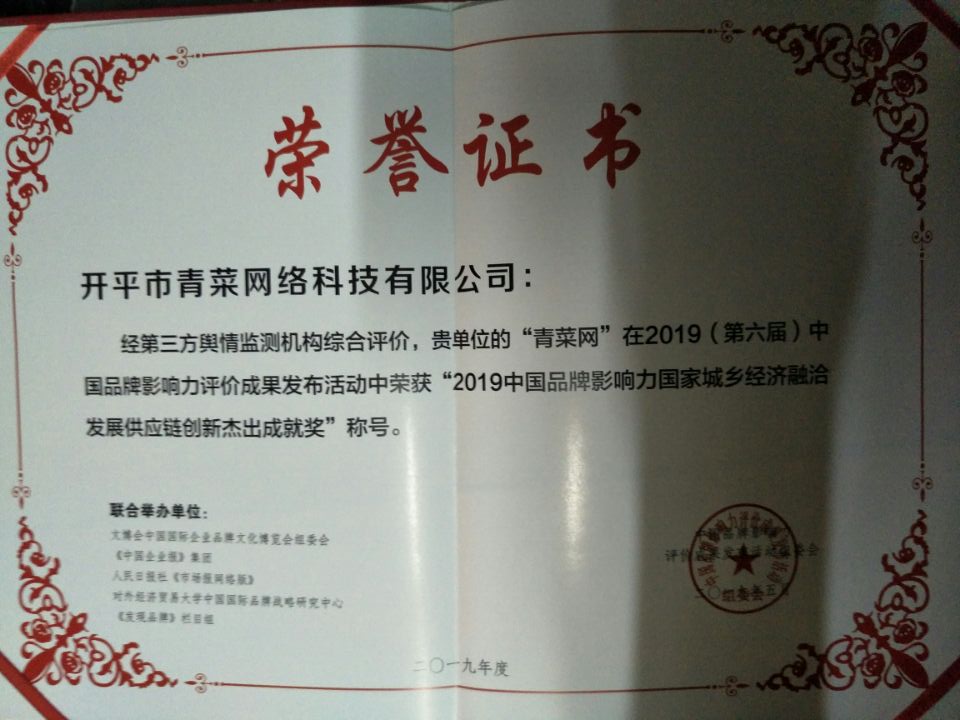 荣誉证书
开平市青菜网络科技有限公司：
经第三方舆情监测机构综合评价，贵单位的“青菜网”在2019（第六届）中
国品牌影响力评价成果发布活动中荣获“2019中国品牌影响力国家城乡经济融洽
发展供应链创新杰出成就奖”称号。
联合举办单位：
文博会中国国际企业品牌文化博览会组委会
《中国企业报》集团
人民日报社《市场报网络版》
对外经济贸易大学中国国际品牌战略研究中心
《发现品牌》栏目组
组委会
二〇一九年度